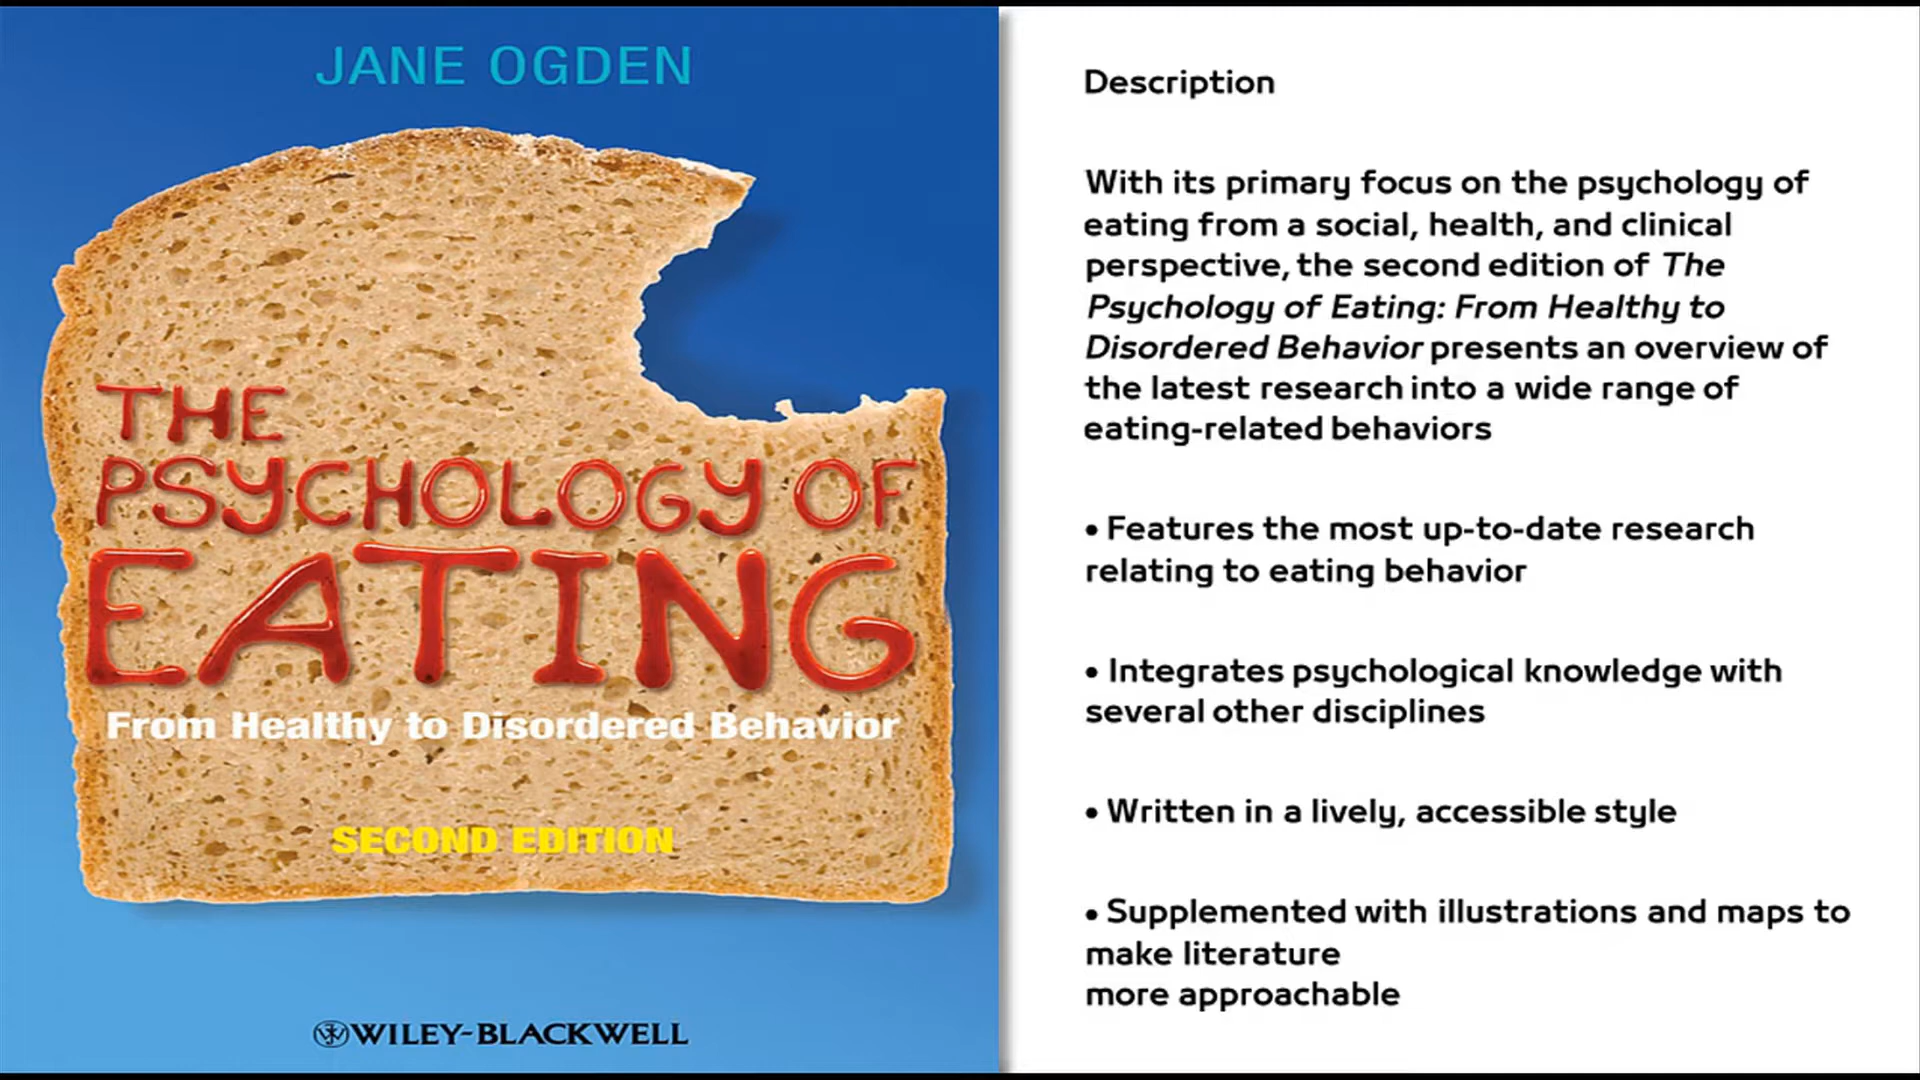 JANE OGDEN
THE
PSYCHOLOGY OF
EATING
From Healthy to Disordered Behavior
SECOND EDITION
WILEY-BLACKWELL
Description
With its primary focus on the psychology of
eating from a social, health, and clinical
perspective, the second edition of The
Psychology of Eating: From Healthy to
Disordered Behavior presents an overview of
the latest research into a wide range of
eating-related behaviors
• Features the most up-to-date research
relating to eating behavior
• Integrates psychological knowledge with
several other disciplines
• Written in a lively, accessible style
• Supplemented with illustrations and maps to
make literature
more approachable